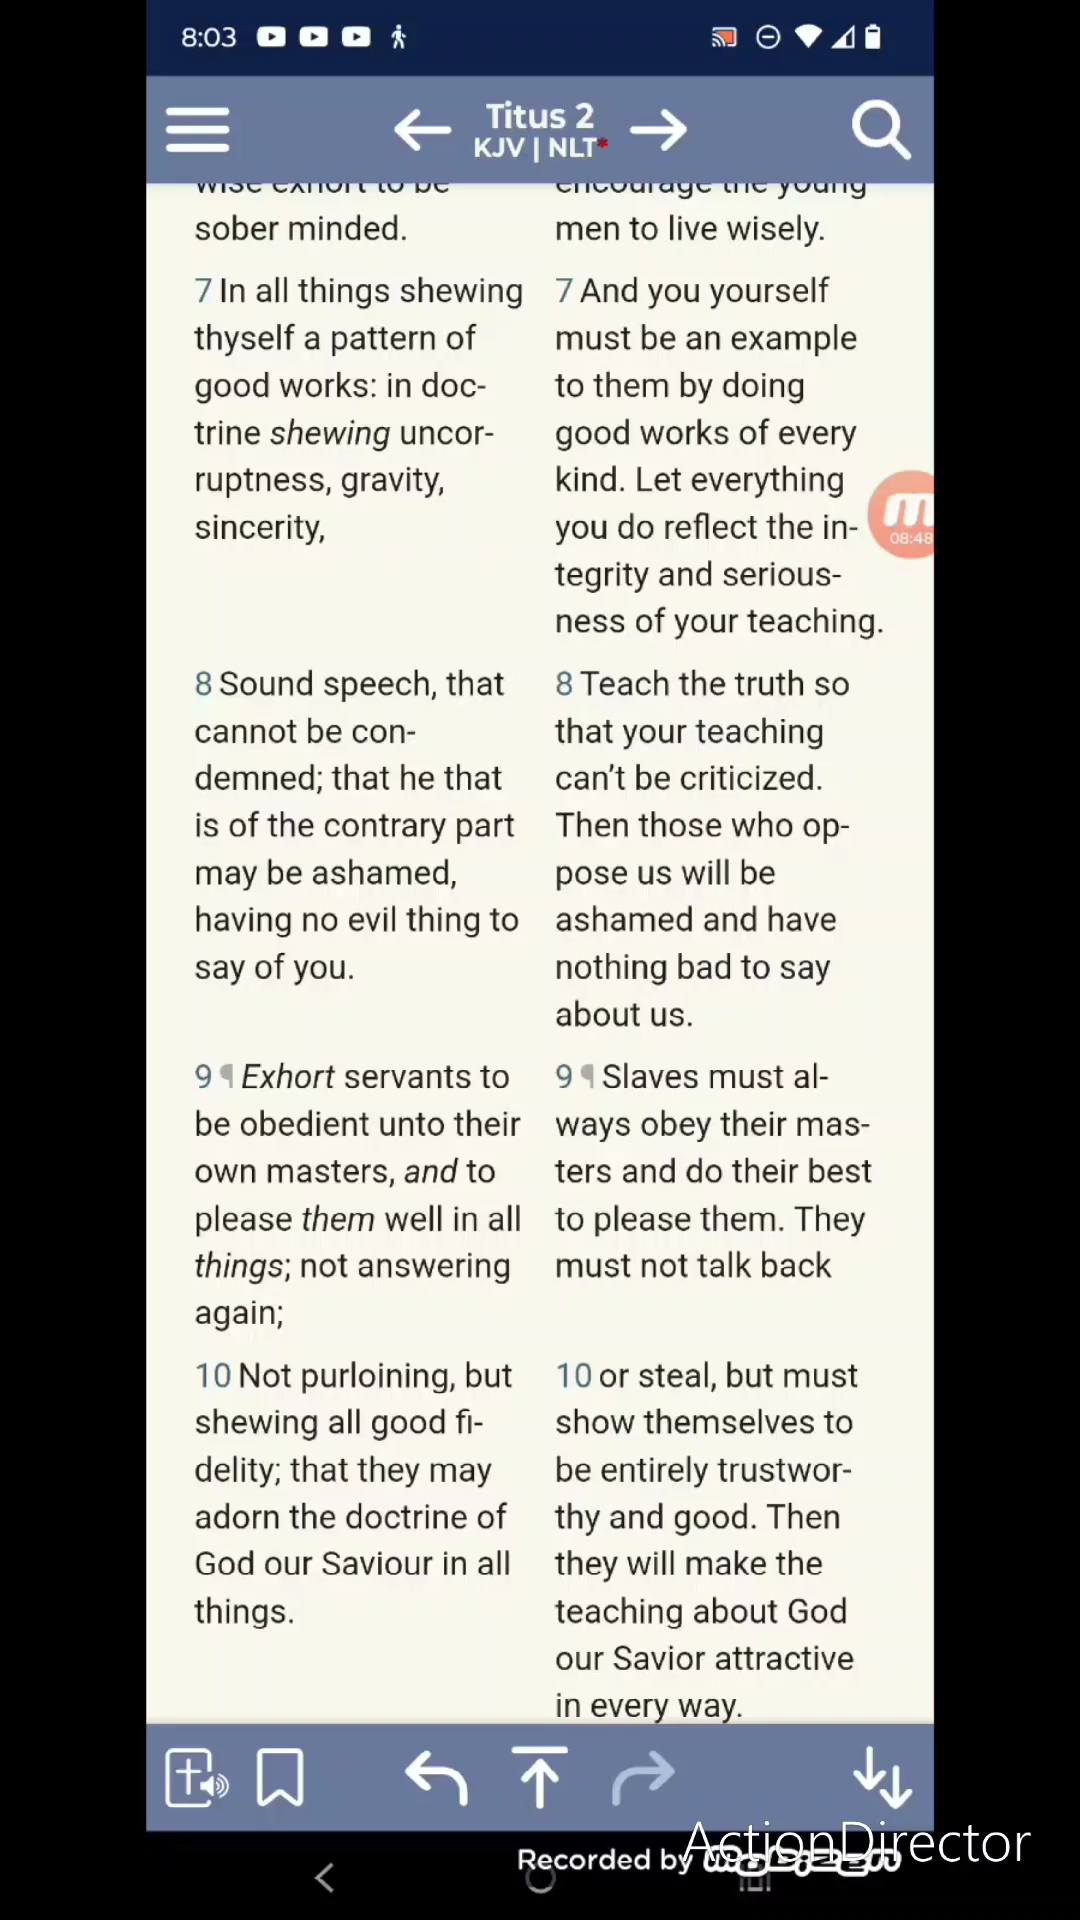 8:03
Titus 2
KJV | NLT*
wise exhort to be
sober minded.
7 In all things shewing
thyself a pattern of
good works: in doc-
trine shewing uncor-
ruptness, gravity,
sincerity,
8 Sound speech, that
cannot be con-
demned; that he that
is of the contrary part
may be ashamed,
having no evil thing to
say of you.
9 ¶ Exhort servants to
be obedient unto their
own masters, and to
please them well in all
things; not answering
again;
10 Not purloining, but
shewing all good fi-
delity; that they may
adorn the doctrine of
God our Saviour in all
things.
encourage the young
men to live wisely.
7 And you yourself
must be an example
to them by doing
good works of every
kind. Let everything
you do reflect the in-
tegrity and serious-
ness of your teaching.
8 Teach the truth so
that your teaching
can't be criticized.
Then those who op-
pose us will be
ashamed and have
nothing bad to say
about us.
9 ¶ Slaves must al-
ways obey their mas-
ters and do their best
to please them. They
must not talk back
10 or steal, but must
show themselves to
be entirely trustwor-
thy and good. Then
they will make the
teaching about God
our Savior attractive
in every way.
m
08:48
ActionDirector
Recorded by mobizen